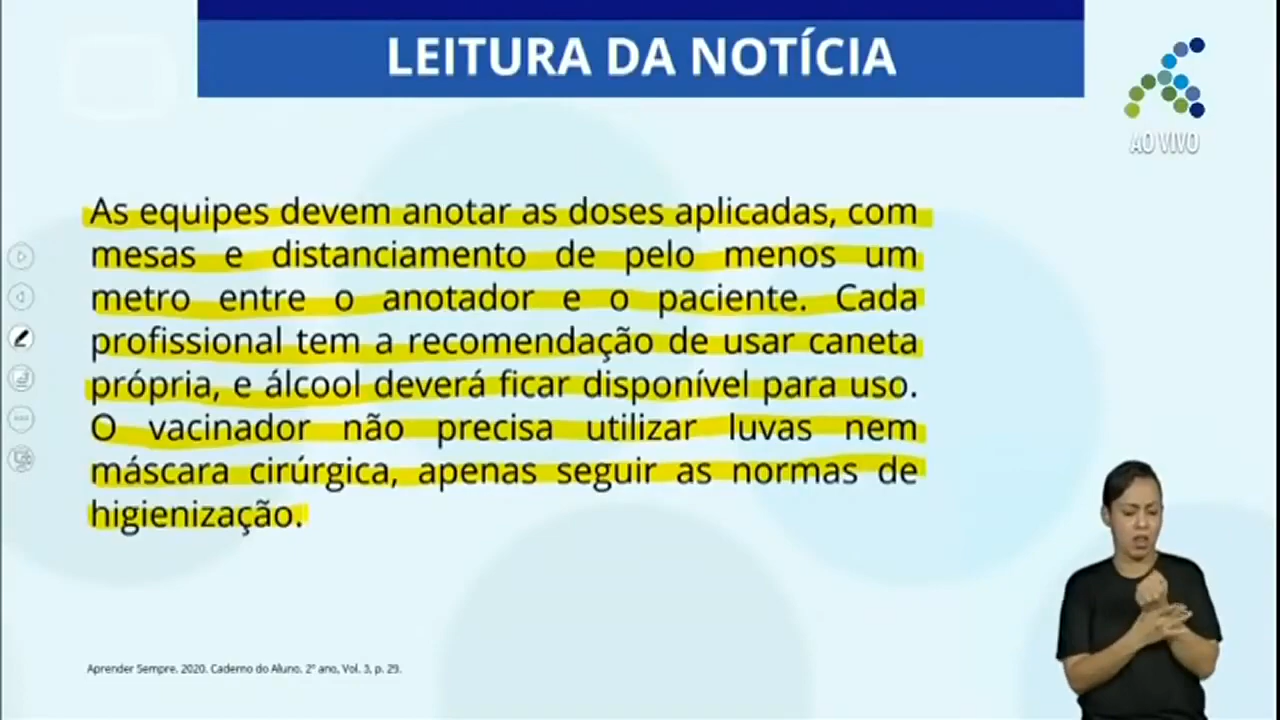 LEITURA DA NOTÍCIA
AO VIVO
As equipes devem anotar as doses aplicadas, com
mesas e distanciamento de pelo menos um
metro entre o anotador e o paciente. Cada
profissional tem a recomendação de usar caneta
própria, e álcool deverá ficar disponível para uso.
O vacinador não precisa utilizar luvas nem
máscara cirúrgica, apenas seguir as normas de
higienização.
Aprender Sempre. 2020. Caderno do Aluno. 2° ano, Vol. 3, p. 29.